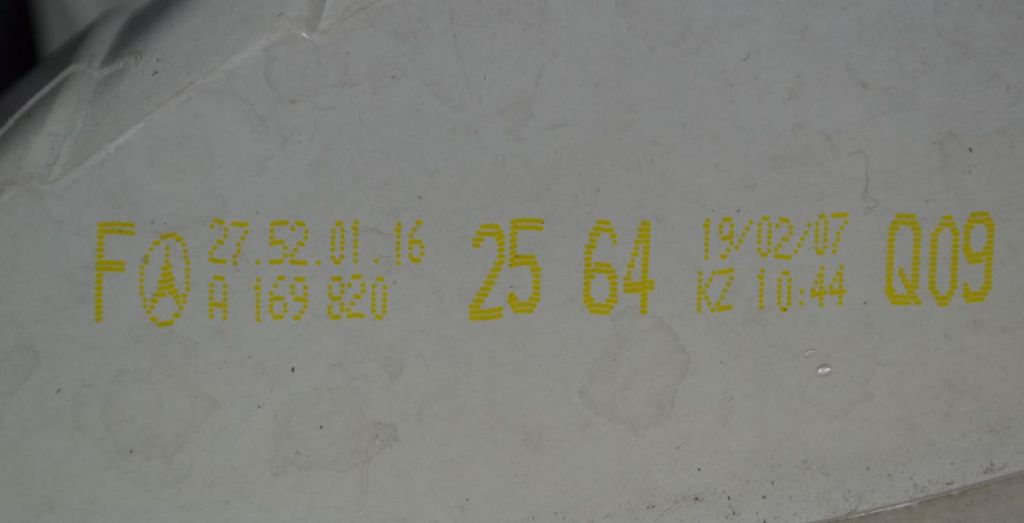 F 27.52.01.16 25 64 19/02/07 Q09
A 169 820 KZ 10:44